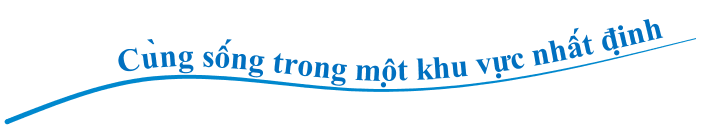 Cùng sống trong một khu vực nhất định